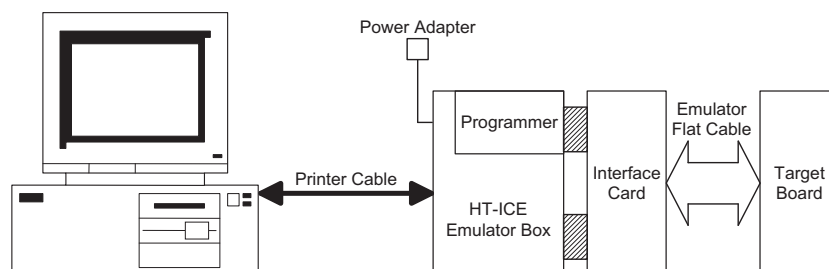 Power Adapter
Programmer
Printer Cable
HT-ICE
Emulator Box
Interface
Card
Emulator
Flat Cable
Target
Board